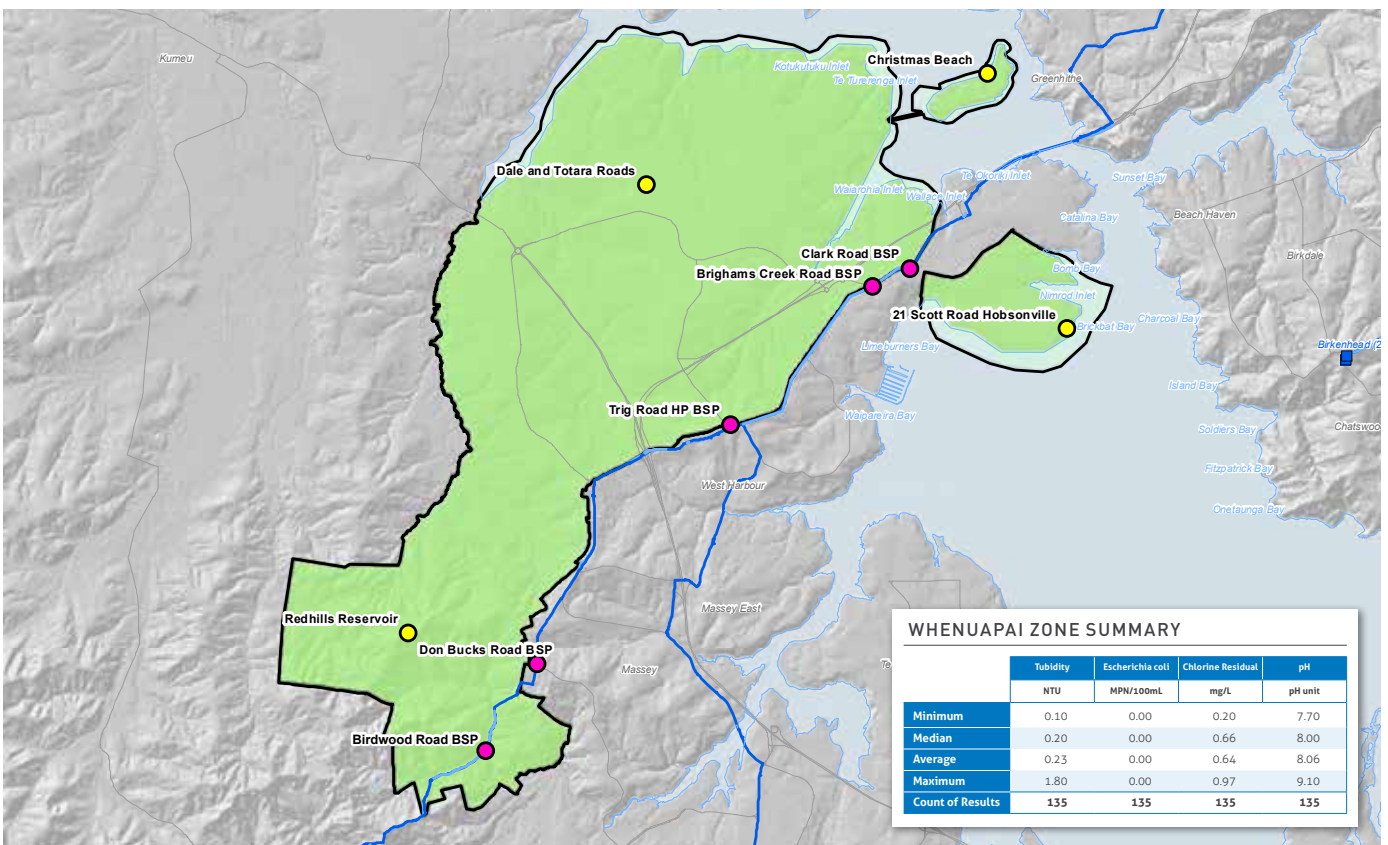 Kumeu
Christmas Beach
Kotukutuku Inlet
Te Turerenga Inlet
Greenhithe
Dale and Totara Roads
Te Okoriki Inlet
Sunset Bay
Waiarohia Inlet
Wallace Inlet
Catalina Bay
Beach Haven
Clark Road BSP
Birkdale
Brighams Creek Road BSP
Bomb Bay
Nimrod Inlet
21 Scott Road Hobsonville
Brickbat Bay
Charcoal Bay
Limeburners Bay
Birkenhead (2
Island Bay
Trig Road HP BSP
Waipareira Bay
Soldiers Bay
Chatswoo
Fitzpatrick Bay
West Harbour
Onetaunga Bay
Massey East
Redhills Reservoir
Don Bucks Road BSP
Massey
Te
Birdwood Road BSP
WHENUAPAI ZONE SUMMARY
Tubidity Escherichia coli Chlorine Residual pH
NTU MPN/100mL mg/L pH unit
Minimum 0.10 0.00 0.20 7.70
Median 0.20 0.00 0.66 8.00
Average 0.23 0.00 0.64 8.06
Maximum 1.80 0.00 0.97 9.10
Count of Results 135 135 135 135